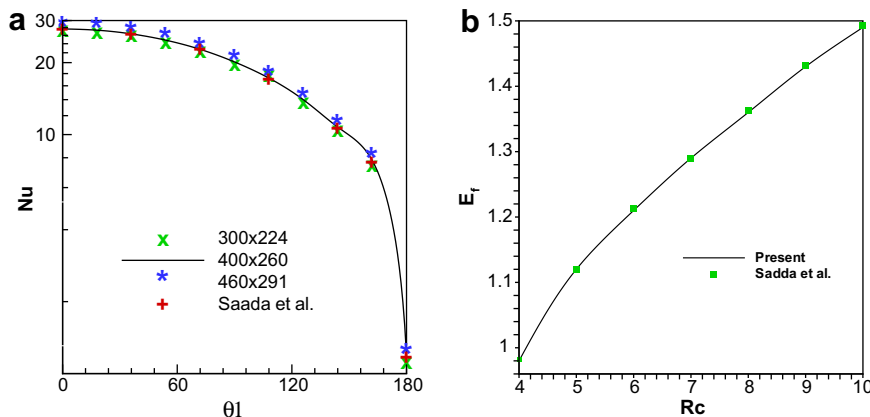 a
30
20
10
Nu
300x224
400x260
460x291
Saada et al.
0
60
120
180
θ1
b
1.5
1.4
1.3
1.2
1.1
1
E_f
Present
Sadda et al.
4
5
6
7
8
9
10
Rc